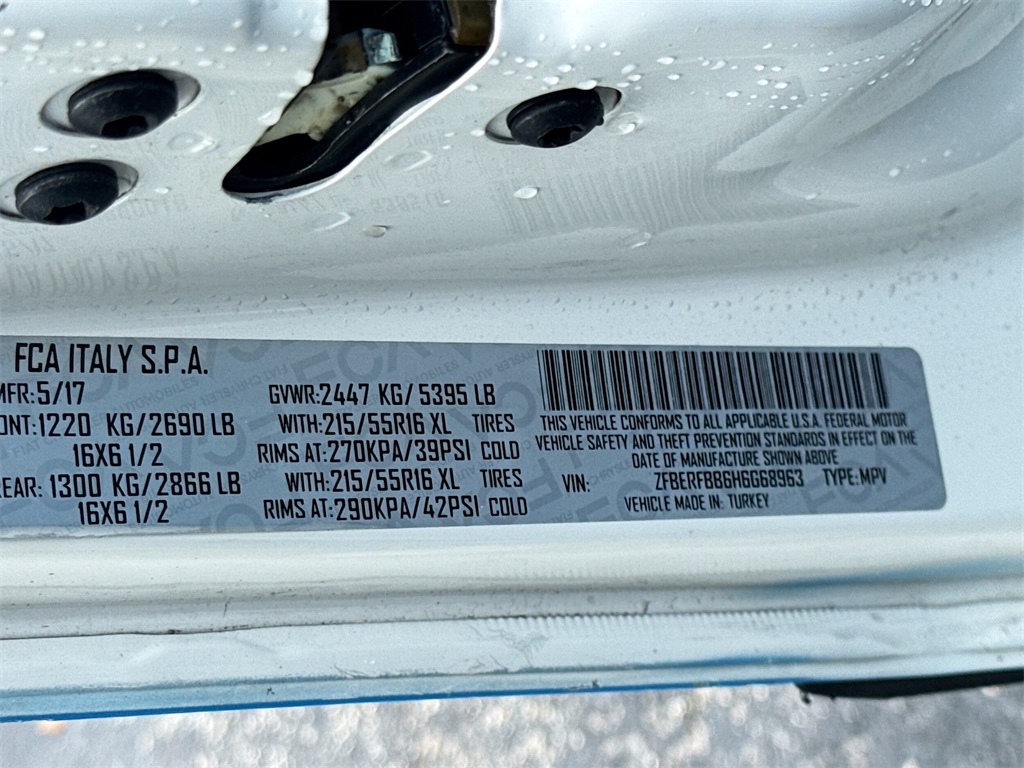 FCA ITALY S.P.A.
MFR: 5/17
GVWR: 2447 KG/ 5395 LB
ONT: 1220 KG/2690 LB WITH: 215/55R16 XL TIRES
16X6 1/2 RIMS AT: 270KPA/39PSI COLD
REAR: 1300 KG/2866 LB WITH: 215/55R16 XL TIRES
16X6 1/2 RIMS AT: 290KPA/42PSI COLD
THIS VEHICLE CONFORMS TO ALL APPLICABLE U.S.A. FEDERAL MOTOR
VEHICLE SAFETY AND THEFT PREVENTION STANDARDS IN EFFECT ON THE
DATE OF MANUFACTURE SHOWN ABOVE
VIN: ZFBERFBB6H6G68963 TYPE: MPV
VEHICLE MADE IN: TURKEY